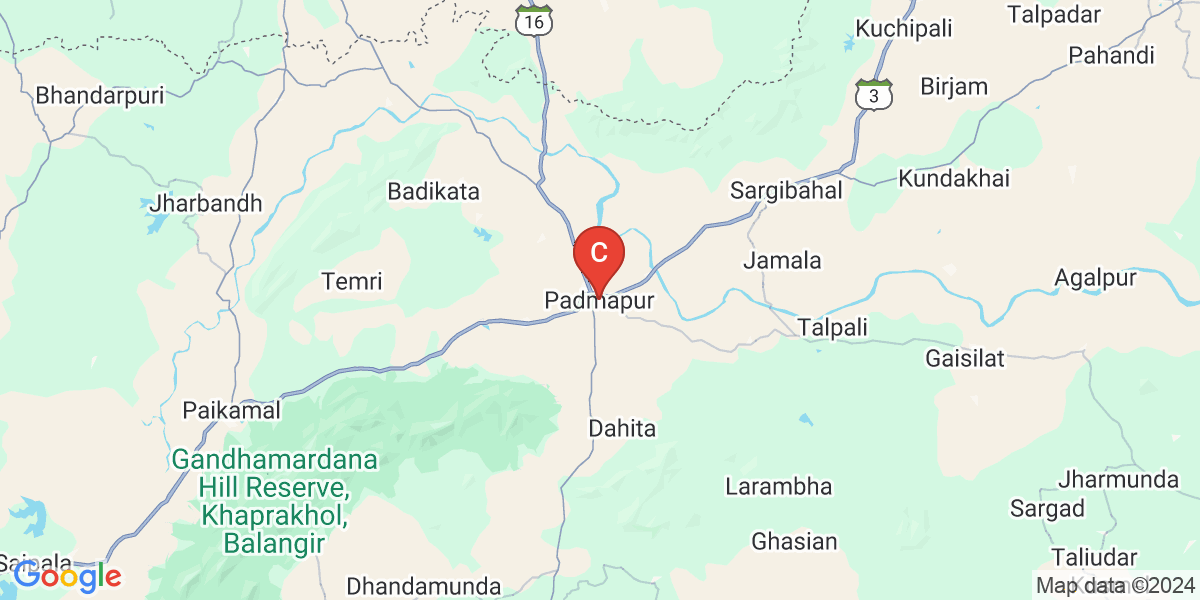 16
Talpadar
Kuchipali
Pahandi
Birjam
3
Bhandarpuri
Badikata
Sargibahal
Kundakhai
Jharbandh
C
Jamala
Temri
Agalpur
Padmapur
Talpali
Gaisilat
Paikamal
Dahita
Gandhamardana
Hill Reserve,
Khaprakhol,
Balangir
Larambha
Jharmunda
Sargad
Ghasian
Taliudar
Google
Dhandamunda
Map data ©2024